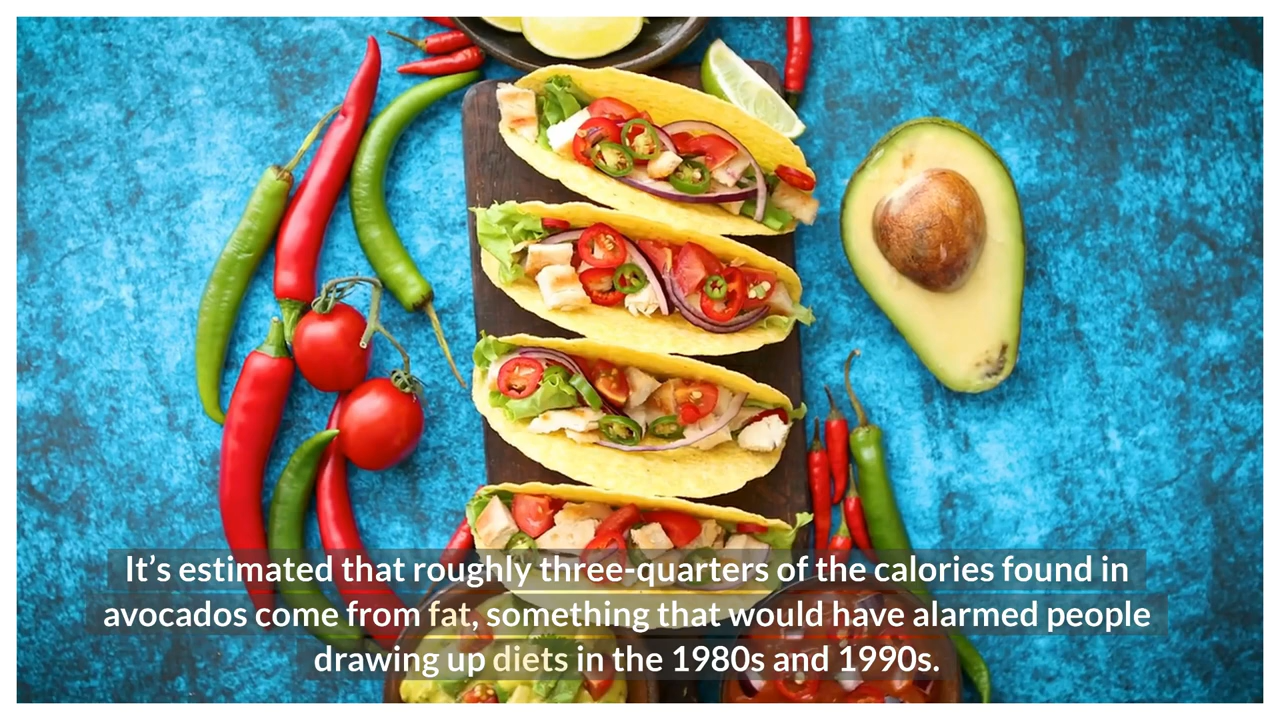 It’s estimated that roughly three-quarters of the calories found in
avocados come from fat, something that would have alarmed people
drawing up diets in the 1980s and 1990s.